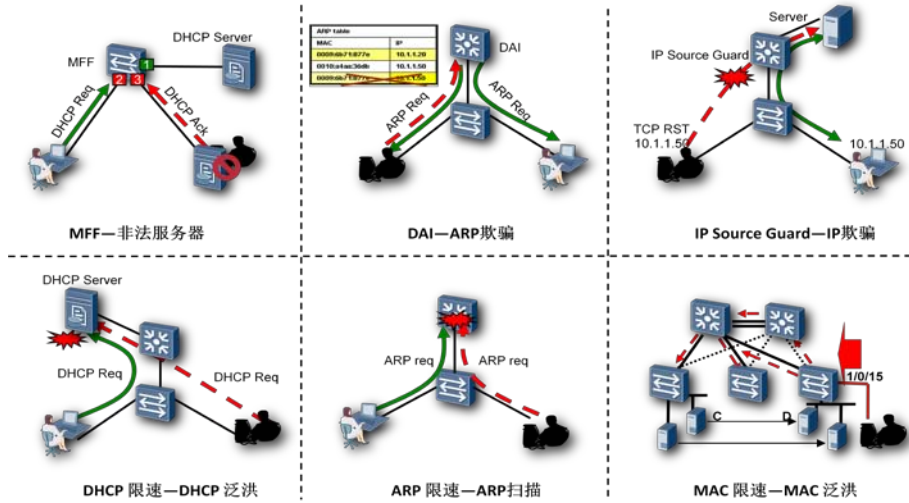 DHCP Server
MFF
1
2 3
DHCP Req
DHCP Ack
MFF—非法服务器
ARP table
MAC IP
10.1.1.20
10.1.1.50
DAI
ARP Req
ARP Req
DAI—ARP欺骗
Server
IP Source Guard
TCP RST
10.1.1.50
10.1.1.50
IP Source Guard—IP欺骗
DHCP Server
DHCP Req
DHCP Req
DHCP 限速—DHCP 泛洪
ARP req
ARP req
ARP 限速—ARP扫描
1/0/15
C
D
MAC 限速—MAC 泛洪